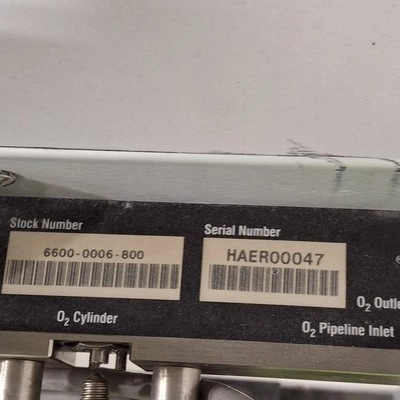 Stock Number
Serial Number
6600-0006-800
HAER00047
O₂ Cylinder
O₂ Pipeline Inlet